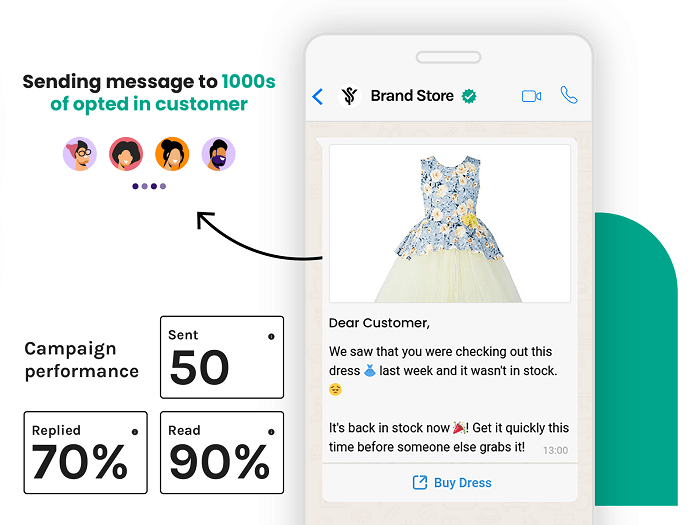 Sending message to 1000s
of opted in customer
Campaign
performance
Sent
50
Replied
70%
Read
90%
Brand Store
Dear Customer,
We saw that you were checking out this
dress 👗 last week and it wasn't in stock.
😔
It's back in stock now 🎉! Get it quickly this
time before someone else grabs it!
13:00
Buy Dress